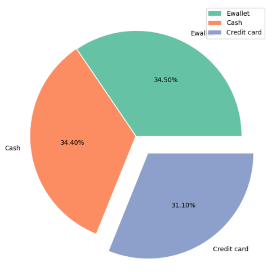 Ewallet
Cash
Credit card
34.50%
34.40%
Cash
31.10%
Credit card